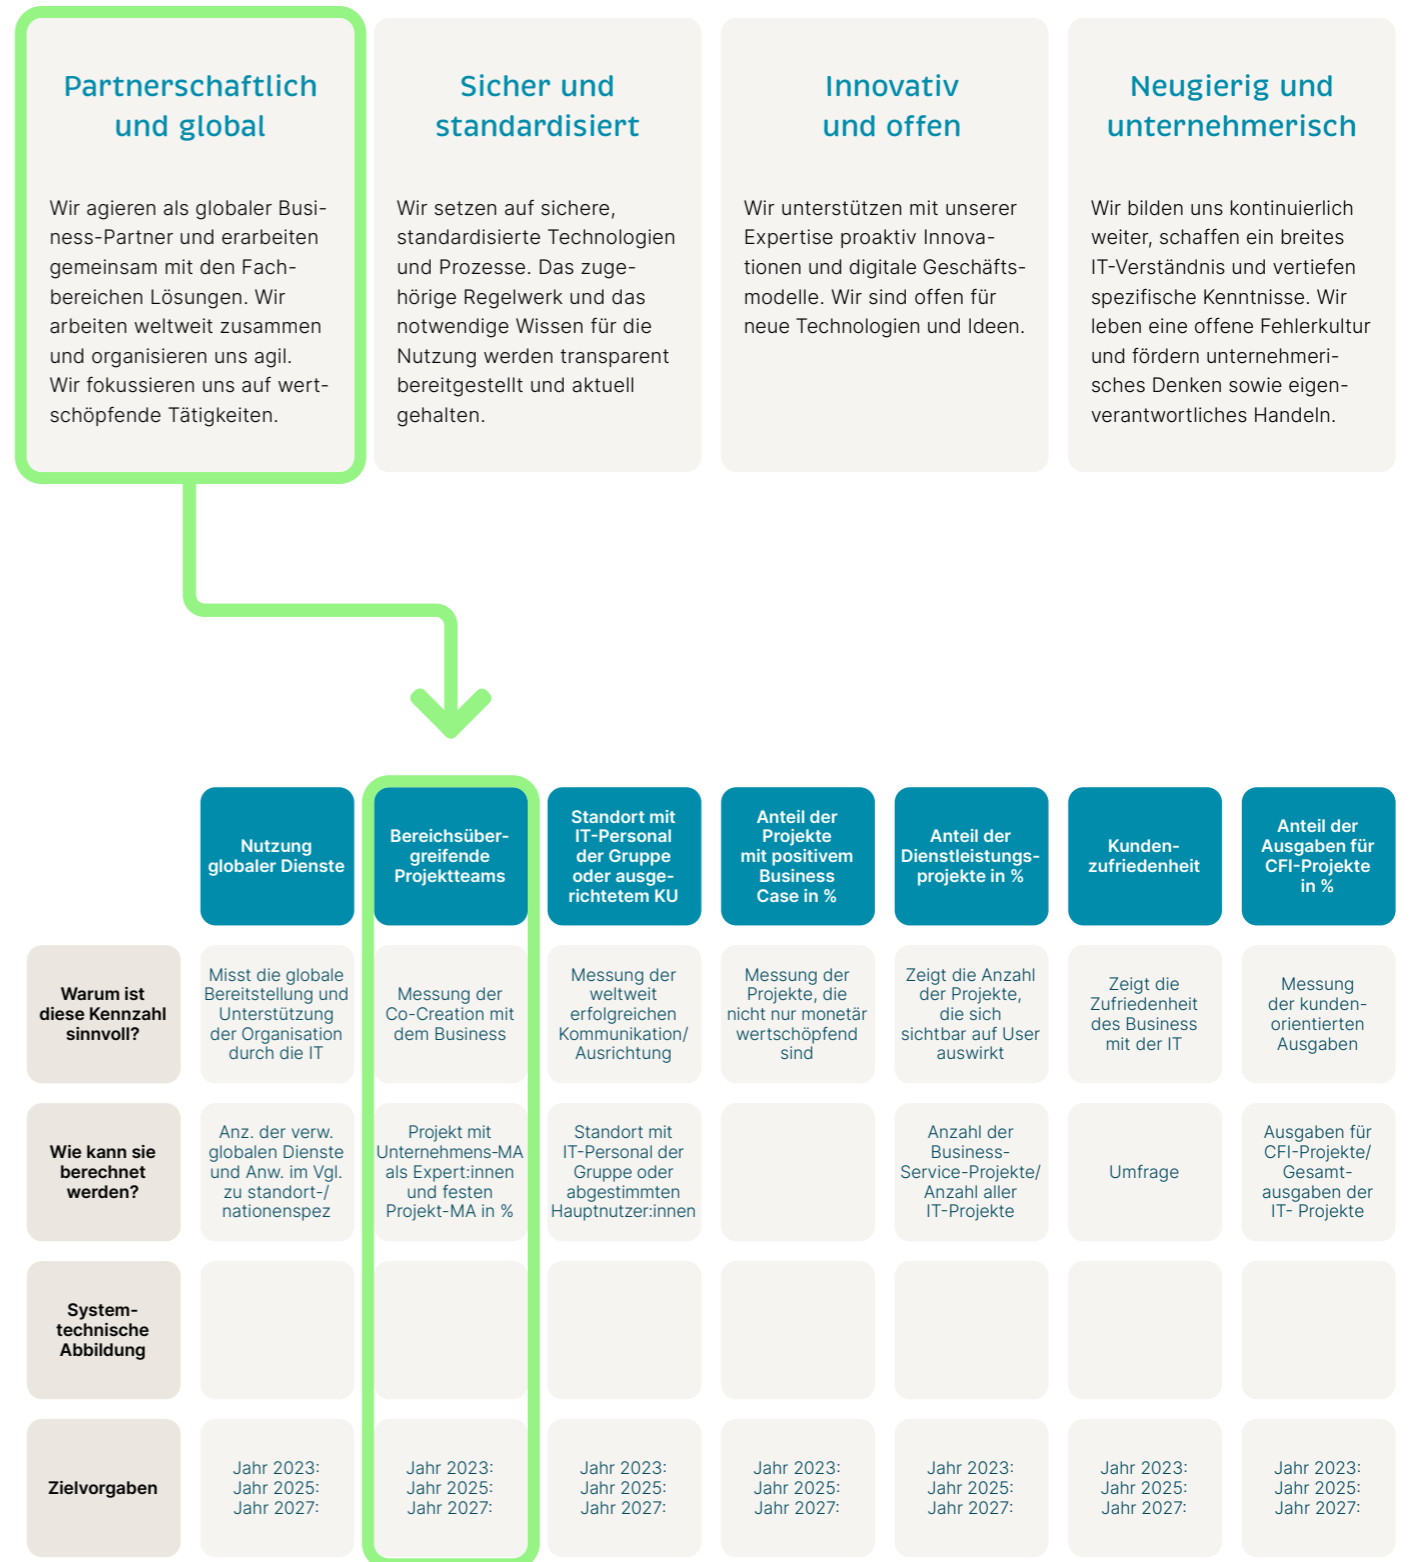 Partnerschaftlich
und global
Wir agieren als globaler Busi-
ness-Partner und erarbeiten
gemeinsam mit den Fach-
bereichen Lösungen. Wir
arbeiten weltweit zusammen
und organisieren uns agil.
Wir fokussieren uns auf wert-
schöpfende Tätigkeiten.
Sicher und
standardisiert
Wir setzen auf sichere,
standardisierte Technologien
und Prozesse. Das zuge-
hörige Regelwerk und das
notwendige Wissen für die
Nutzung werden transparent
bereitgestellt und aktuell
gehalten.
Innovativ
und offen
Wir unterstützen mit unserer
Expertise proaktiv Innova-
tionen und digitale Geschäfts-
modelle. Wir sind offen für
neue Technologien und Ideen.
Neugierig und
unternehmerisch
Wir bilden uns kontinuierlich
weiter, schaffen ein breites
IT-Verständnis und vertiefen
spezifische Kenntnisse. Wir
leben eine offene Fehlerkultur
und fördern unternehmeri-
sches Denken sowie eigen-
verantwortliches Handeln.
Nutzung
globaler Dienste
Bereichsüber-
greifende
Projektteams
Standort mit
IT-Personal
der Gruppe
oder ausge-
richtetem KU
Anteil der
Projekte
mit positivem
Business
Case in %
Anteil der
Dienstleistungs-
projekte in %
Kunden-
zufriedenheit
Anteil der
Ausgaben für
CFI-Projekte
in %
Warum ist
diese Kennzahl
sinnvoll?
Misst die globale
Bereitstellung und
Unterstützung
der Organisation
durch die IT
Messung der
Co-Creation mit
dem Business
Messung der
weltweit
erfolgreichen
Kommunikation/
Ausrichtung
Messung der
Projekte, die
nicht nur monetär
wertschöpfend
sind
Zeigt die Anzahl
der Projekte,
die sich
sichtbar auf User
auswirkt
Zeigt die
Zufriedenheit
des Business
mit der IT
Messung
der kunden-
orientierten
Ausgaben
Wie kann sie
berechnet
werden?
Anz. der verw.
globalen Dienste
und Anw. im Vgl.
zu standort-/
nationenspez
Projekt mit
Unternehmens-MA
als Expert:innen
und festen
Projekt-MA in %
Standort mit
IT-Personal der
Gruppe oder
abgestimmten
Hauptnutzer:innen
Anzahl der
Business-
Service-Projekte/
Anzahl aller
IT-Projekte
Umfrage
Ausgaben für
CFI-Projekte/
Gesamt-
ausgaben der
IT- Projekte
System-
technische
Abbildung
Zielvorgaben
Jahr 2023:
Jahr 2025:
Jahr 2027:
Jahr 2023:
Jahr 2025:
Jahr 2027:
Jahr 2023:
Jahr 2025:
Jahr 2027:
Jahr 2023:
Jahr 2025:
Jahr 2027:
Jahr 2023:
Jahr 2025:
Jahr 2027:
Jahr 2023:
Jahr 2025:
Jahr 2027:
Jahr 2023:
Jahr 2025:
Jahr 2027: